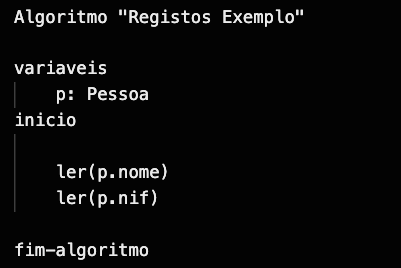 Algoritmo "Registos Exemplo"
variaveis
p: Pessoa
inicio
ler(p.nome)
ler(p.nif)
fim-algoritmo